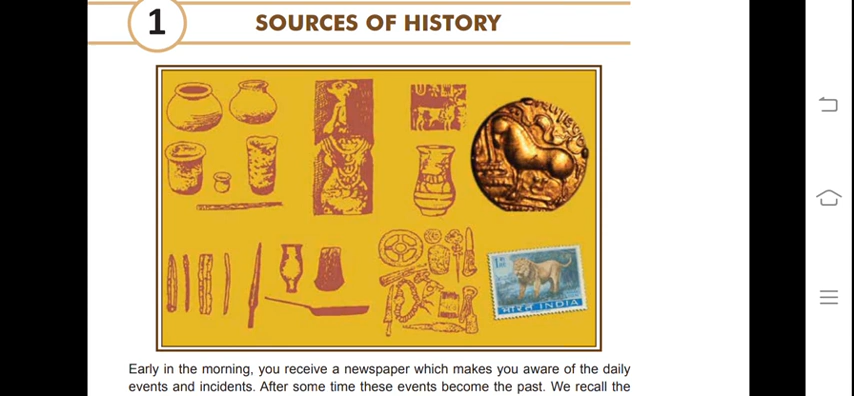 1
SOURCES OF HISTORY
भारत INDIA
Early in the morning, you receive a newspaper which makes you aware of the daily
events and incidents. After some time these events become the past. We recall the